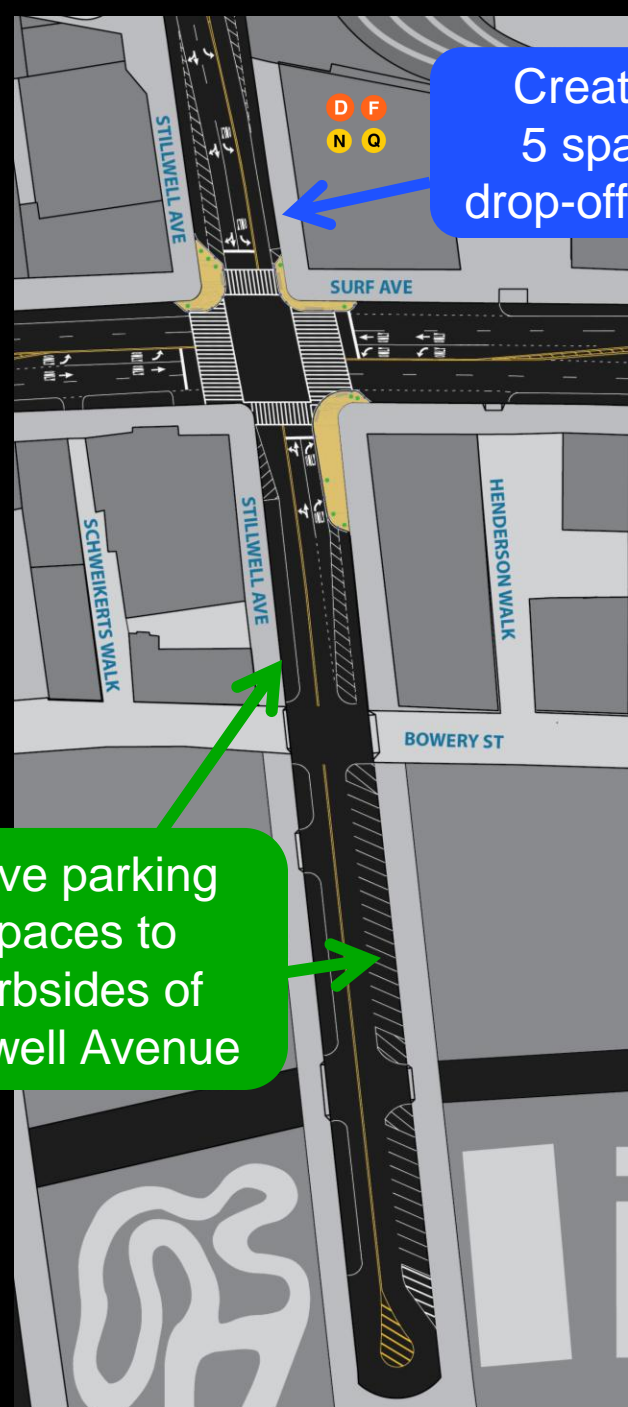 D F
N Q
Creat
5 spa
drop-off
STILLWELL AVE
SURF AVE
STILLWELL AVE
HENDERSON WALK
SCHWEIKERTS WALK
BOWERY ST
ve parking
paces to
rbsides of
well Avenue